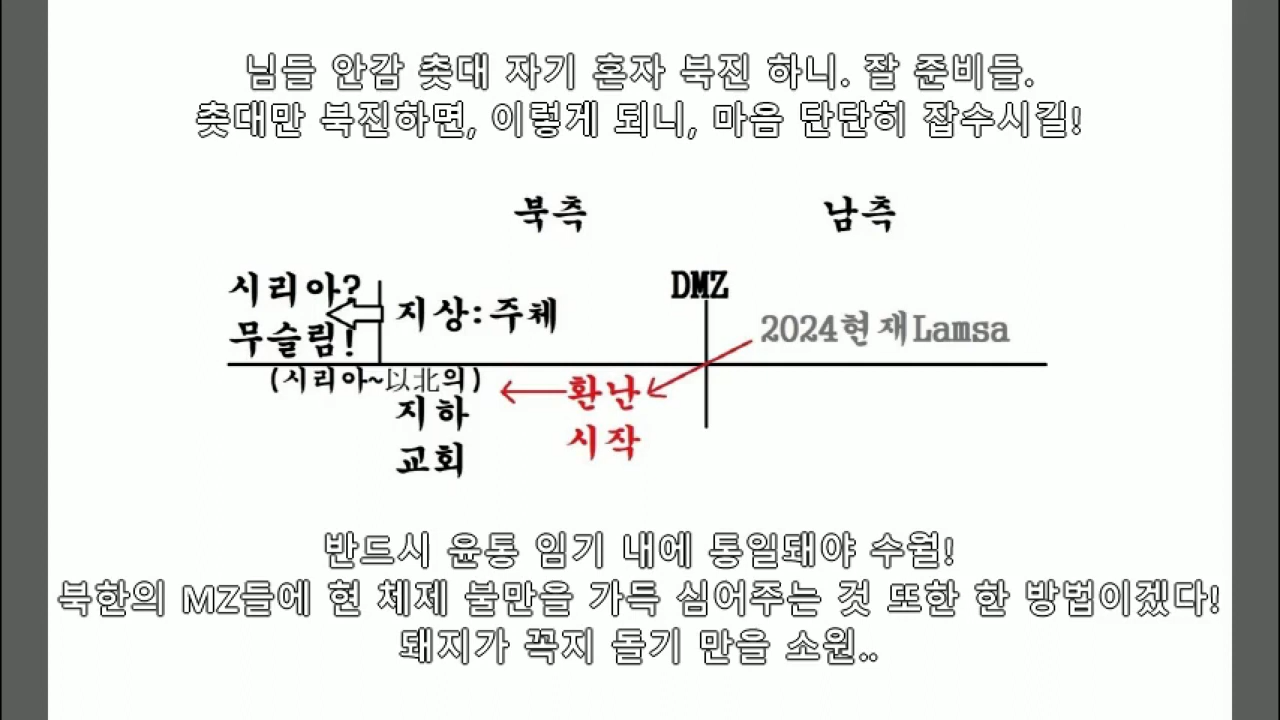 님들 안감 촛대 자기 혼자 북진 하니. 잘 준비들.
촛대만 북진하면, 이렇게 되니, 마음 단단히 잡수시길!
북측
남측
시리아?
무슬림!
지상:주체
DMZ
2024현재Lamsa
(시리아~以北의)
지하
교회
환난
시작
반드시 윤통 임기 내에 통일돼야 수월!
북한의 MZ들에 현 체제 불만을 가득 심어주는 것 또한 한 방법이겠다!
돼지가 꼭지 돌기 만을 소원..